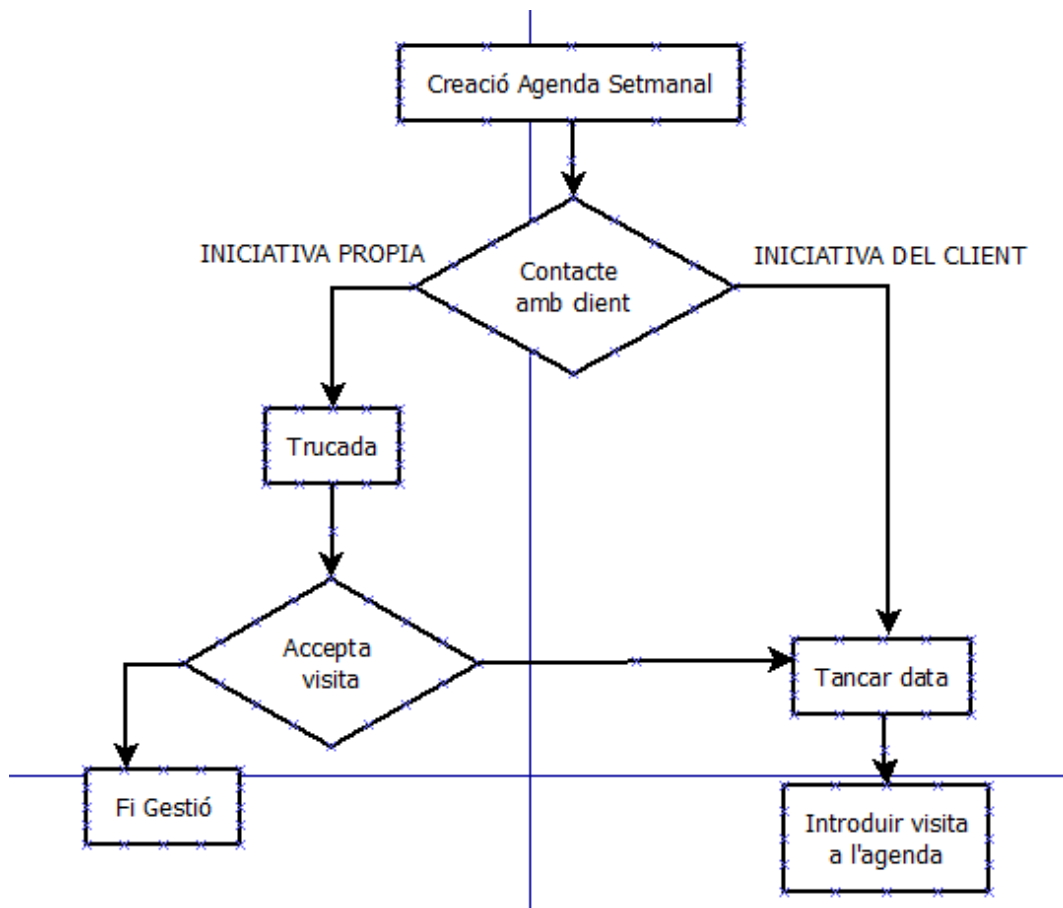 Creació Agenda Setmanal
INICIATIVA PROPIA
INICIATIVA DEL CLIENT
Contacte
amb client
Trucada
Accepta
visita
Tancar data
Fi Gestió
Introduir visita
a l'agenda